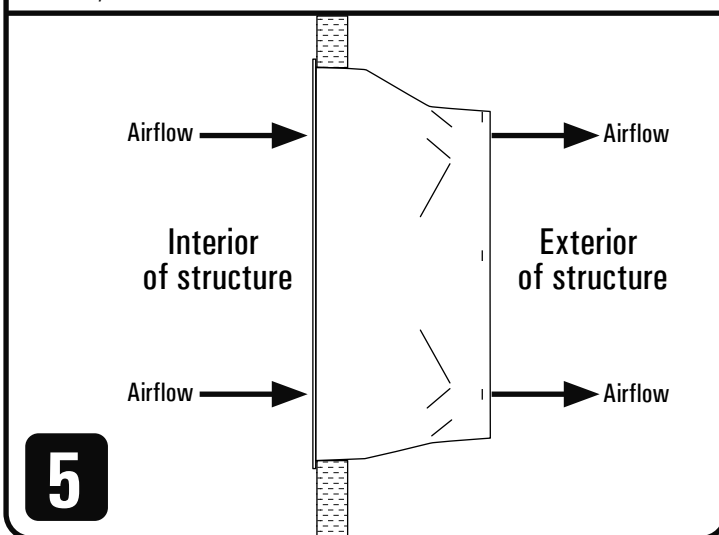 Airflow
Airflow
Interior
of structure
Exterior
of structure
Airflow
Airflow
5